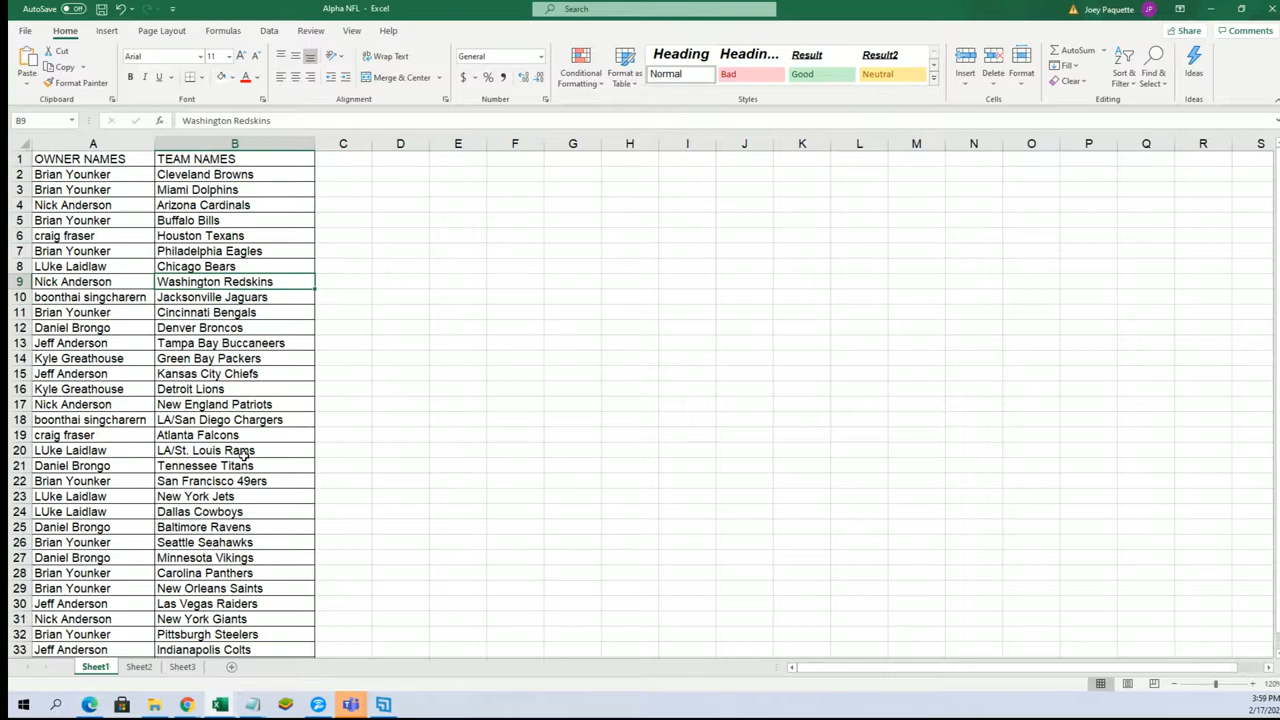 AutoSave Off
Alpha NFL - Excel
Search
Joey Paquette JP
File Home Insert Page Layout Formulas Data Review View Help
Share Comments
Paste Cut Copy Format Painter Clipboard
Arial 11 B I U A A A Font
Wrap Text Merge & Center Alignment
General $ % 9 Number
Conditional Formatting Format as Table
Heading Headin... Result Result2
Normal Bad Good Neutral
Styles
Insert Delete Format Cells
AutoSum Fill Clear Sort & Filter Find & Select Editing
Ideas Ideas
B9 fx Washington Redskins
A B C D E F G H I J K L M N O P Q R S
1 OWNER NAMES TEAM NAMES
2 Brian Younker Cleveland Browns
3 Brian Younker Miami Dolphins
4 Nick Anderson Arizona Cardinals
5 Brian Younker Buffalo Bills
6 craig fraser Houston Texans
7 Brian Younker Philadelphia Eagles
8 LUke Laidlaw Chicago Bears
9 Nick Anderson Washington Redskins
10 boonthai singcharern Jacksonville Jaguars
11 Brian Younker Cincinnati Bengals
12 Daniel Brongo Denver Broncos
13 Jeff Anderson Tampa Bay Buccaneers
14 Kyle Greathouse Green Bay Packers
15 Jeff Anderson Kansas City Chiefs
16 Kyle Greathouse Detroit Lions
17 Nick Anderson New England Patriots
18 boonthai singcharern LA/San Diego Chargers
19 craig fraser Atlanta Falcons
20 LUke Laidlaw LA/St. Louis Rams
21 Daniel Brongo Tennessee Titans
22 Brian Younker San Francisco 49ers
23 LUke Laidlaw New York Jets
24 LUke Laidlaw Dallas Cowboys
25 Daniel Brongo Baltimore Ravens
26 Brian Younker Seattle Seahawks
27 Daniel Brongo Minnesota Vikings
28 Brian Younker Carolina Panthers
29 Brian Younker New Orleans Saints
30 Jeff Anderson Las Vegas Raiders
31 Nick Anderson New York Giants
32 Brian Younker Pittsburgh Steelers
33 Jeff Anderson Indianapolis Colts
Sheet1 Sheet2 Sheet3
120%
3:59 PM
2/17/202